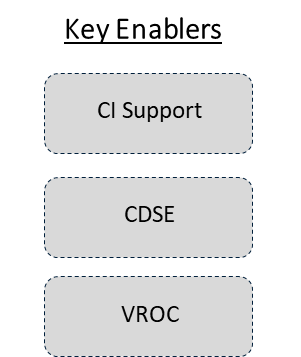 Key Enablers
CI Support
CDSE
VROC